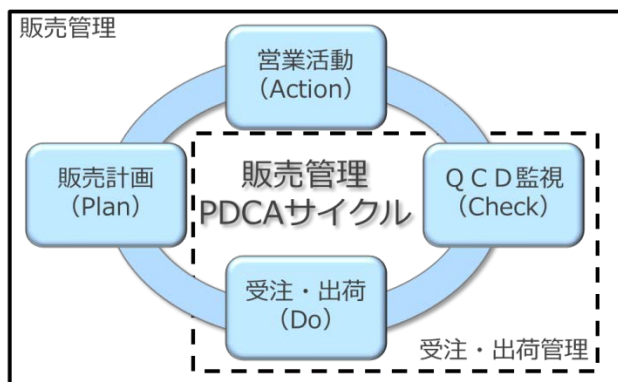 販売管理
営業活動
(Action)
販売計画
(Plan)
販売管理
PDCAサイクル
ＱＣＤ監視
(Check)
受注・出荷
(Do)
受注・出荷管理